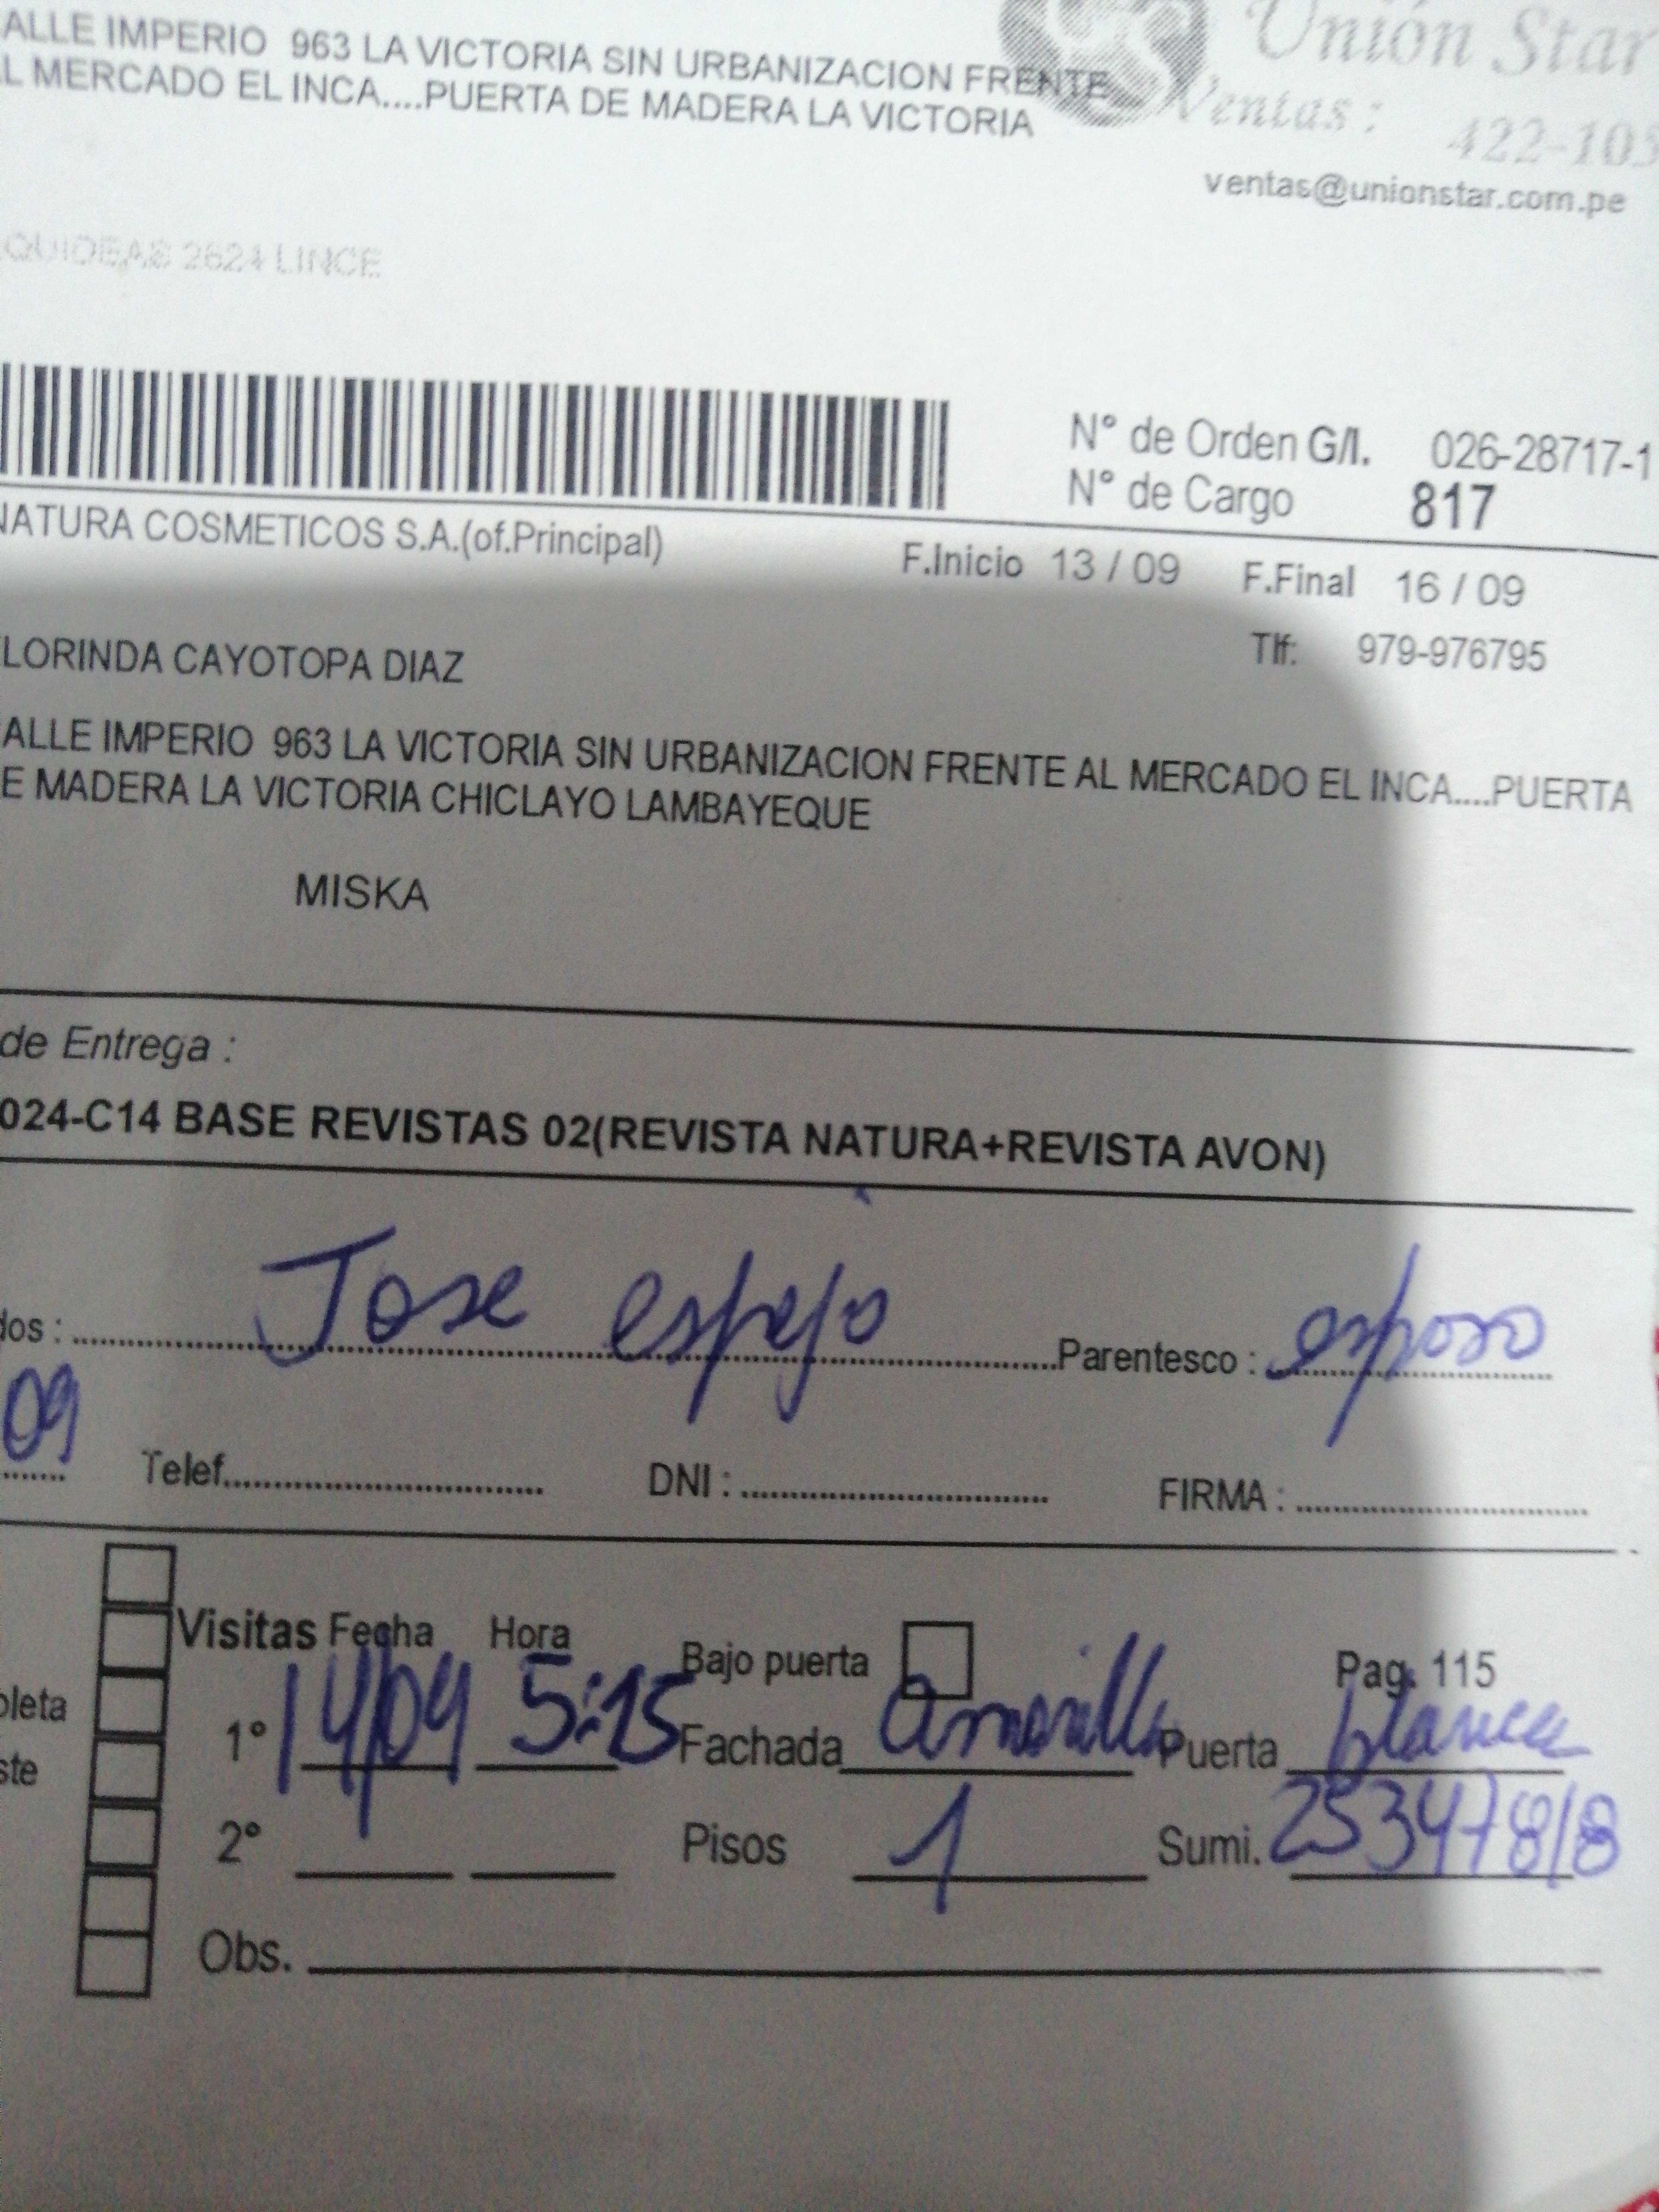 ALLE IMPERIO 963 LA VICTORIA SIN URBANIZACION FRENTE
L MERCADO EL INCA....PUERTA DE MADERA LA VICTORIA
Unión Star
Ventas: 422-105
ventas@unionstar.com.pe
QUIDEAS 2624 LINCE
N° de Orden G/I. 026-28717-1
N° de Cargo 817
NATURA COSMETICOS S.A.(of.Principal)
F.Inicio 13 / 09 F.Final 16 / 09
LORINDA CAYOTOPA DIAZ Tlf: 979-976795
ALLE IMPERIO 963 LA VICTORIA SIN URBANIZACION FRENTE AL MERCADO EL INCA....PUERTA
E MADERA LA VICTORIA CHICLAYO LAMBAYEQUE
MISKA
de Entrega :
024-C14 BASE REVISTAS 02(REVISTA NATURA+REVISTA AVON)
dos : Jose espejo Parentesco : esposo
09 Telef. DNI : FIRMA :
Visitas Fecha Hora Bajo puerta Pag. 115
pleta 1° 14/09 5:15 Fachada amarilla Puerta blanca
ste
2° Pisos 1 Sumi. 25347818
Obs.